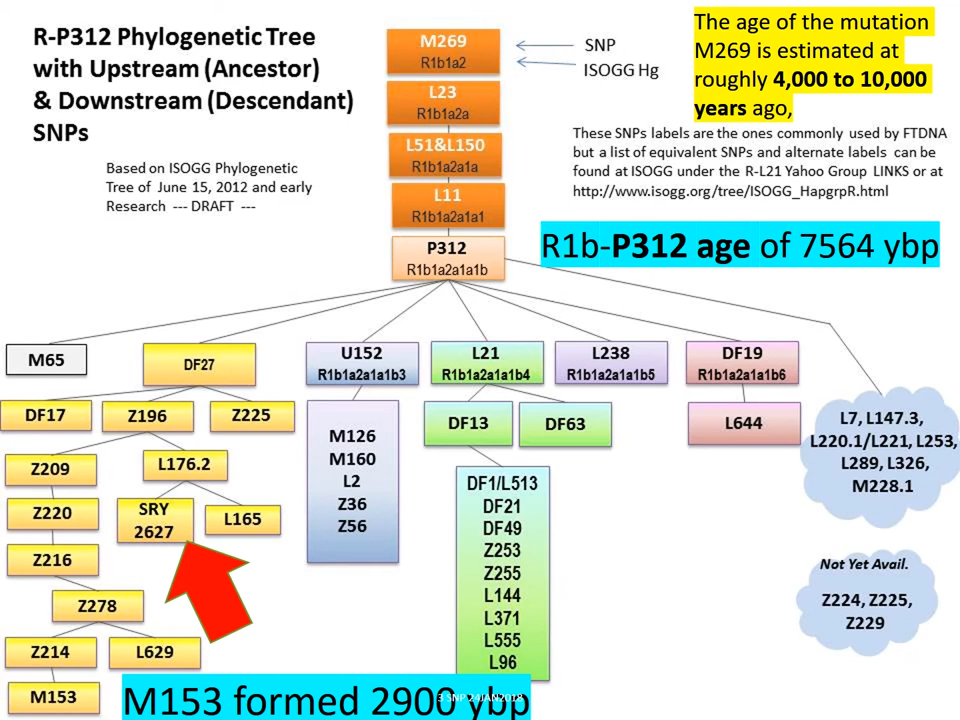 R-P312 Phylogenetic Tree
with Upstream (Ancestor)
& Downstream (Descendant)
SNPs
Based on ISOGG Phylogenetic
Tree of June 15, 2012 and early
Research --- DRAFT ---
M269
R1b1a2
SNP
ISOGG Hg
L23
R1b1a2a
L51&L150
R1b1a2a1a
L11
R1b1a2a1a1
P312
R1b1a2a1a1b
The age of the mutation
M269 is estimated at
roughly 4,000 to 10,000
years ago,
These SNPs labels are the ones commonly used by FTDNA
but a list of equivalent SNPs and alternate labels can be
found at ISOGG under the R-L21 Yahoo Group LINKS or at
http://www.isogg.org/tree/ISOGG_HapgrpR.html
R1b-P312 age of 7564 ybp
M65
DF27
U152
R1b1a2a1a1b3
L21
R1b1a2a1a1b4
L238
R1b1a2a1a1b5
DF19
R1b1a2a1a1b6
DF17
Z196
Z225
Z209
L176.2
Z220
SRY
2627
L165
Z216
Z278
Z214
L629
M153
M126
M160
L2
Z36
Z56
DF13
DF63
DF1/L513
DF21
DF49
Z253
Z255
L144
L371
L555
L96
L644
L7, L147.3,
L220.1/L221, L253,
L289, L326,
M228.1
Not Yet Avail.
Z224, Z225,
Z229
M153 formed 2900 ybp
3 SNP 2 JAN2018